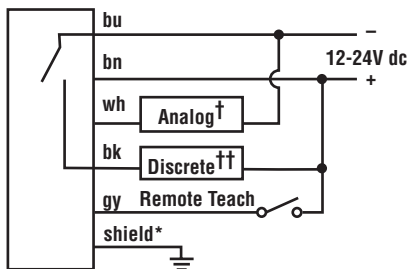 bu
–
bn
12-24V dc
+
wh
Analog†
bk
Discrete††
gy
Remote Teach
shield*